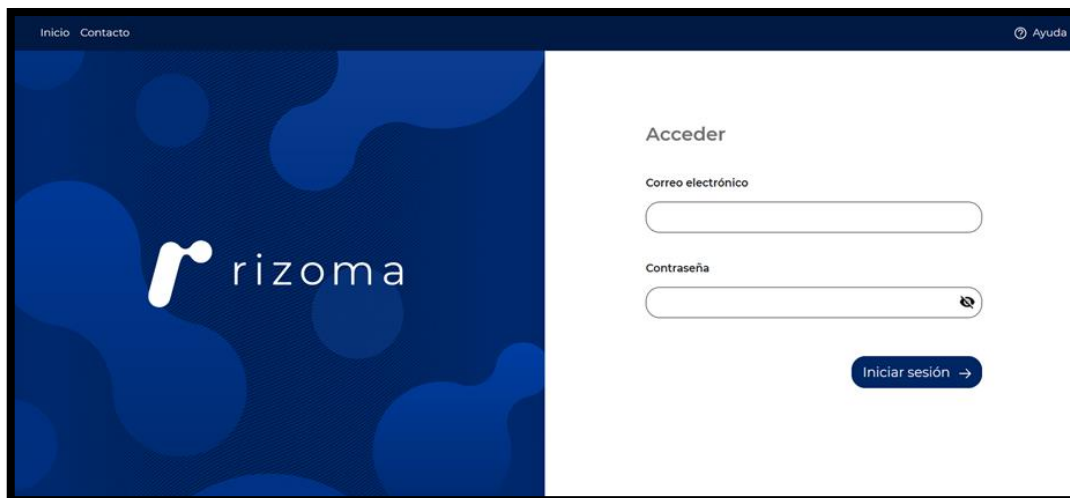 Inicio Contacto
Ayuda
rizoma
Acceder
Correo electrónico
Contraseña
Iniciar sesión